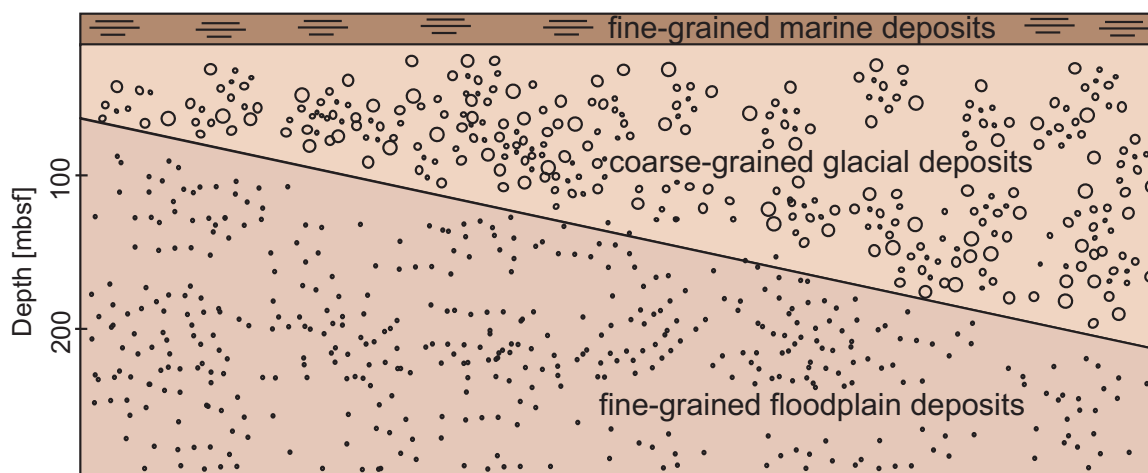 fine-grained marine deposits
coarse-grained glacial deposits
100
Depth [mbsf]
200
fine-grained floodplain deposits